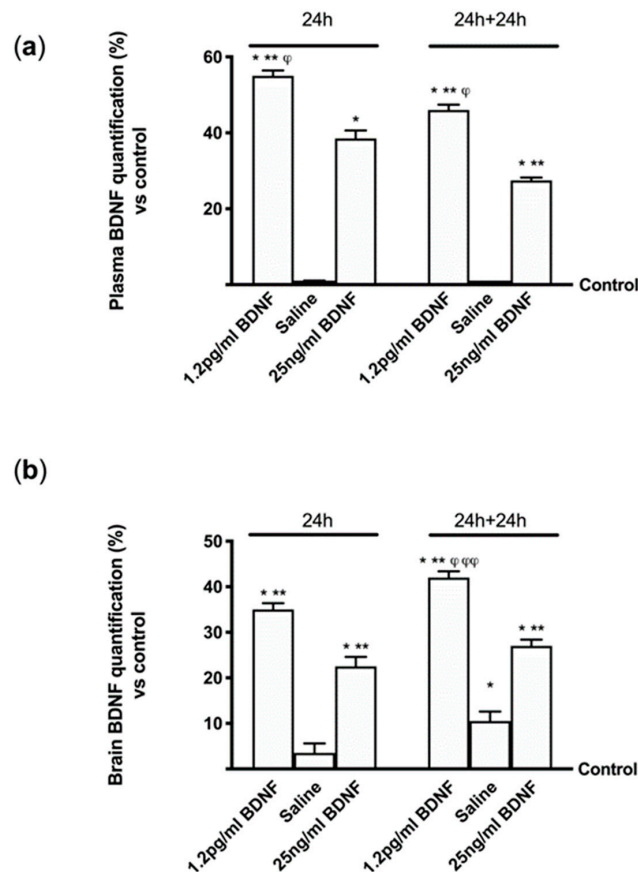 (a)
24h
24h+24h
Plasma BDNF quantification (%)
vs control
60
40
20
* ** φ
*
* ** φ
* **
Control
1.2pg/ml BDNF
Saline
25ng/ml BDNF
1.2pg/ml BDNF
Saline
25ng/ml BDNF
(b)
24h
24h+24h
Brain BDNF quantification (%)
vs control
50
40
30
20
10
* **
* **
* ** φ φφ
*
* **
Control
1.2pg/ml BDNF
Saline
25ng/ml BDNF
1.2pg/ml BDNF
Saline
25ng/ml BDNF